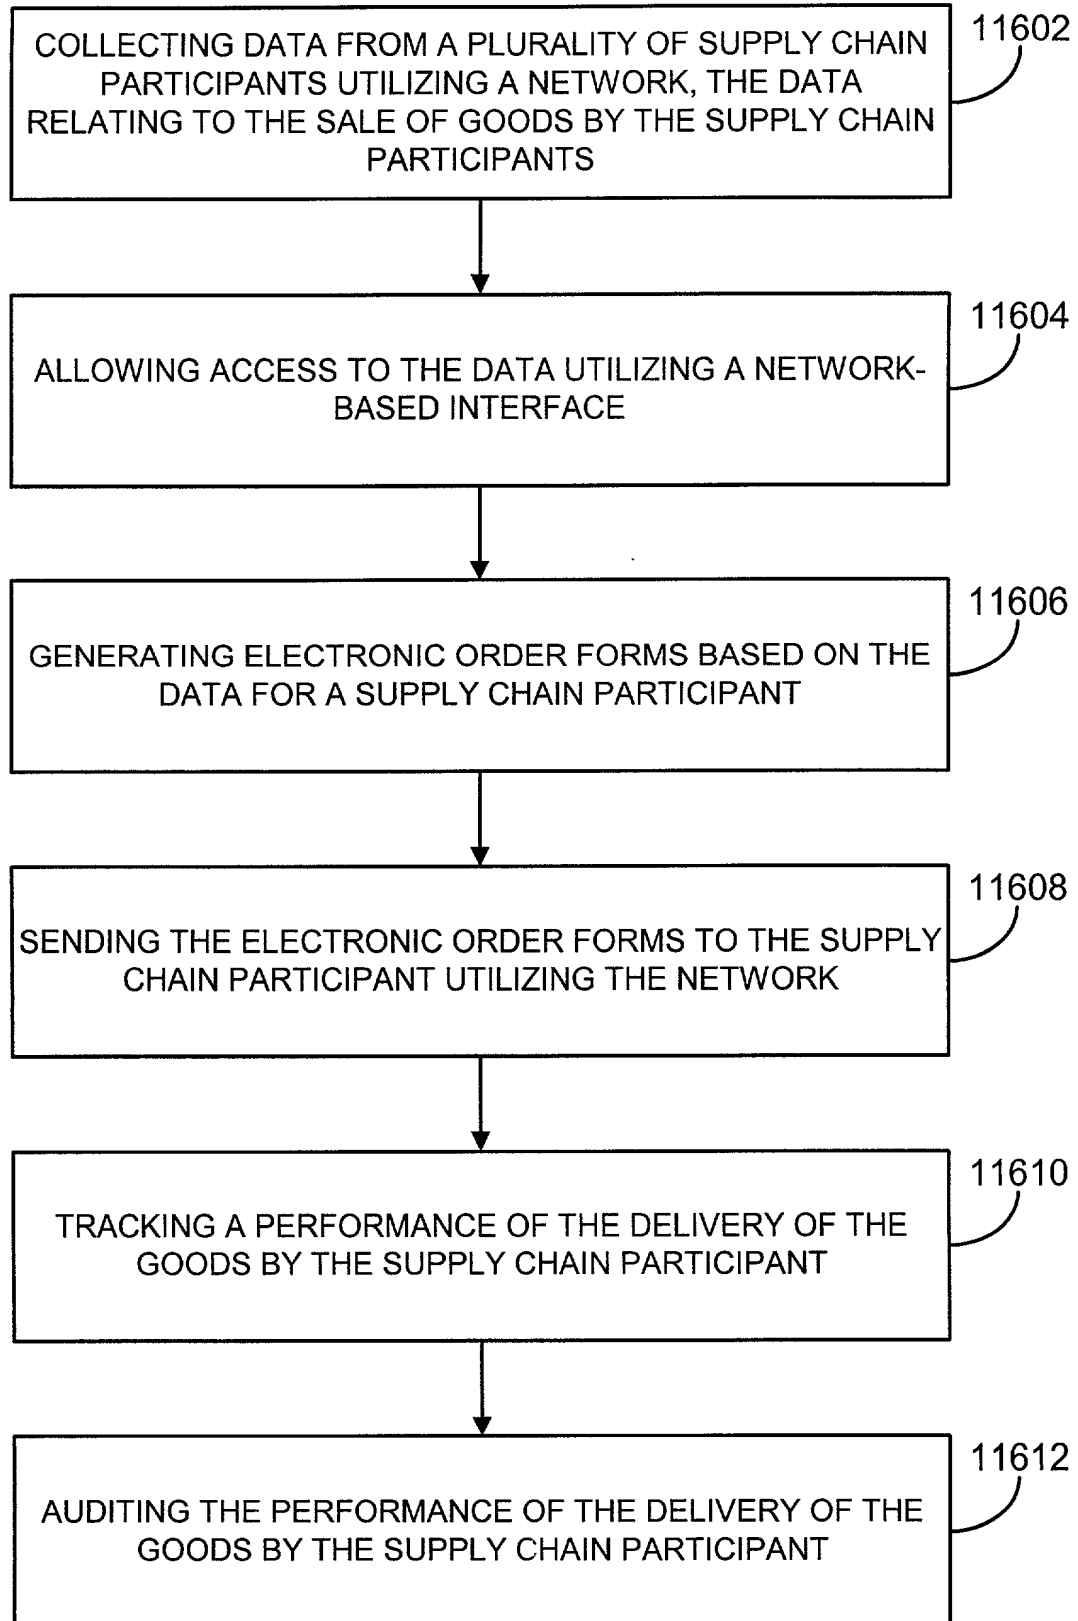 11602
COLLECTING DATA FROM A PLURALITY OF SUPPLY CHAIN
PARTICIPANTS UTILIZING A NETWORK, THE DATA
RELATING TO THE SALE OF GOODS BY THE SUPPLY CHAIN
PARTICIPANTS
11604
ALLOWING ACCESS TO THE DATA UTILIZING A NETWORK-
BASED INTERFACE
11606
GENERATING ELECTRONIC ORDER FORMS BASED ON THE
DATA FOR A SUPPLY CHAIN PARTICIPANT
11608
SENDING THE ELECTRONIC ORDER FORMS TO THE SUPPLY
CHAIN PARTICIPANT UTILIZING THE NETWORK
11610
TRACKING A PERFORMANCE OF THE DELIVERY OF THE
GOODS BY THE SUPPLY CHAIN PARTICIPANT
11612
AUDITING THE PERFORMANCE OF THE DELIVERY OF THE
GOODS BY THE SUPPLY CHAIN PARTICIPANT